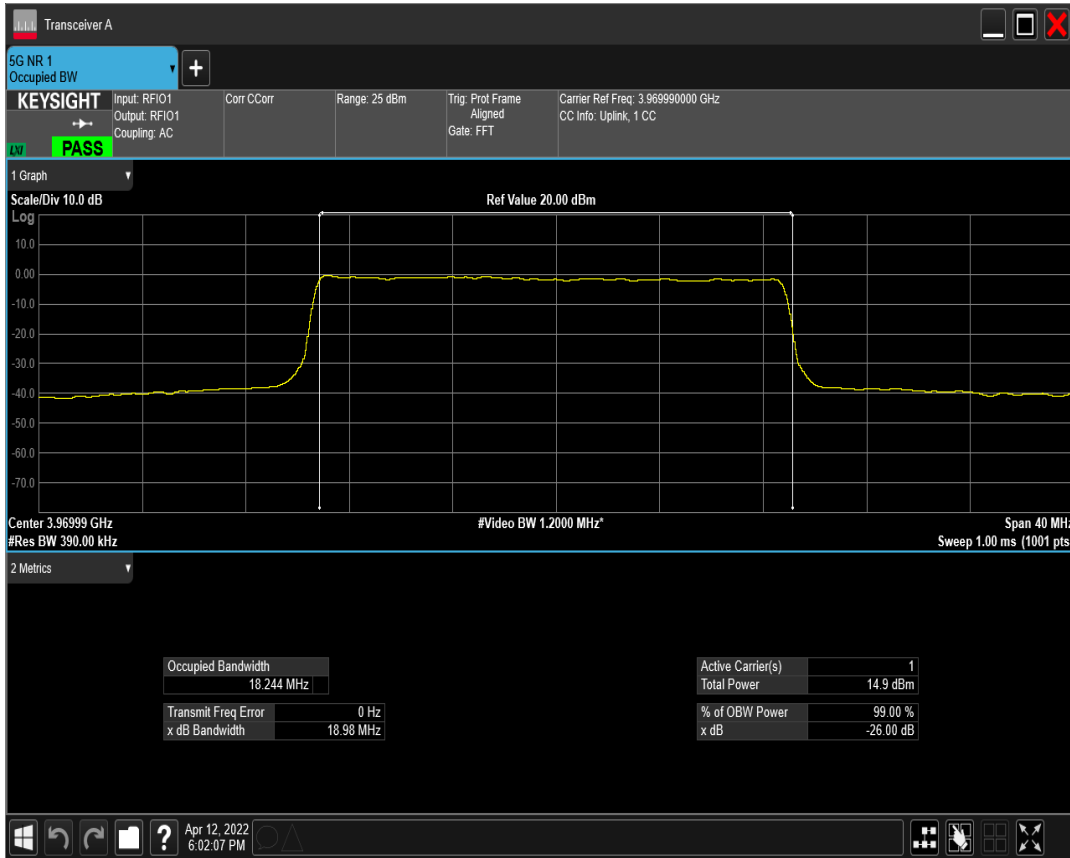 Transceiver A
5G NR 1
Occupied BW
KEYSIGHT
LXI
PASS
Input: RFIO1
Output: RFIO1
Coupling: AC
Corr CCorr
Range: 25 dBm
Trig: Prot Frame
Aligned
Gate: FFT
Carrier Ref Freq: 3.969990000 GHz
CC Info: Uplink, 1 CC
1 Graph
Scale/Div 10.0 dB
Ref Value 20.00 dBm
Log
10.0
0.00
-10.0
-20.0
-30.0
-40.0
-50.0
-60.0
-70.0
Center 3.96999 GHz
#Video BW 1.2000 MHz*
Span 40 MHz
#Res BW 390.00 kHz
Sweep 1.00 ms (1001 pts
2 Metrics
Occupied Bandwidth
18.244 MHz
Transmit Freq Error 0 Hz
x dB Bandwidth 18.98 MHz
Active Carrier(s) 1
Total Power 14.9 dBm
% of OBW Power 99.00 %
x dB -26.00 dB
?
Apr 12, 2022
6:02:07 PM